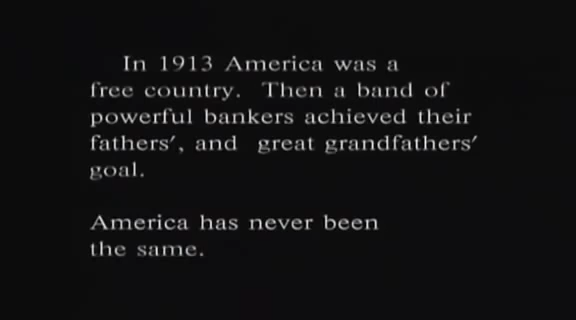 In 1913 America was a
free country. Then a band of
powerful bankers achieved their
fathers', and great grandfathers'
goal.
America has never been
the same.